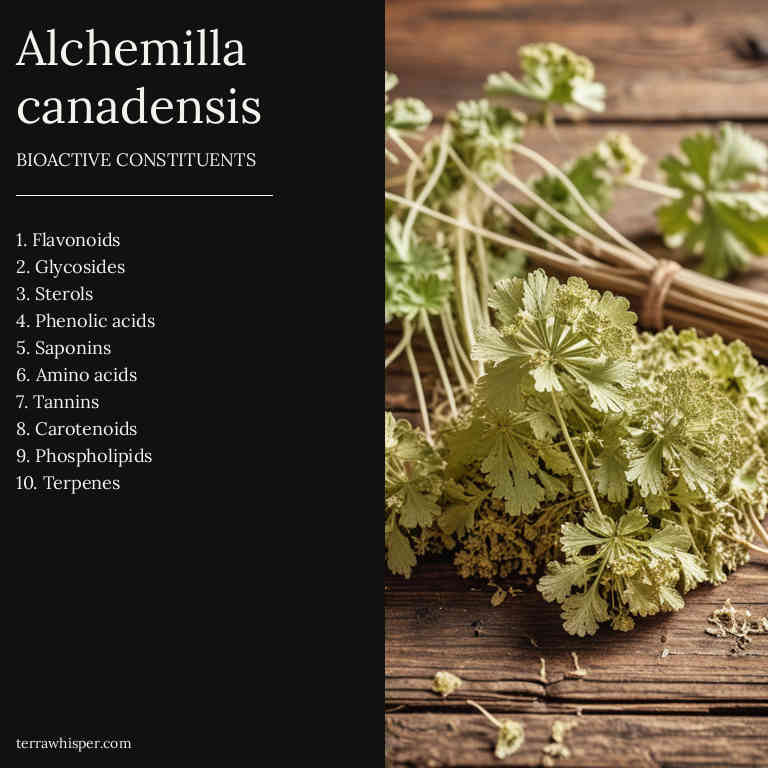 Alchemilla
canadensis
BIOACTIVE CONSTITUENTS
1. Flavonoids
2. Glycosides
3. Sterols
4. Phenolic acids
5. Saponins
6. Amino acids
7. Tannins
8. Carotenoids
9. Phospholipids
10. Terpenes
terrawhisper.com